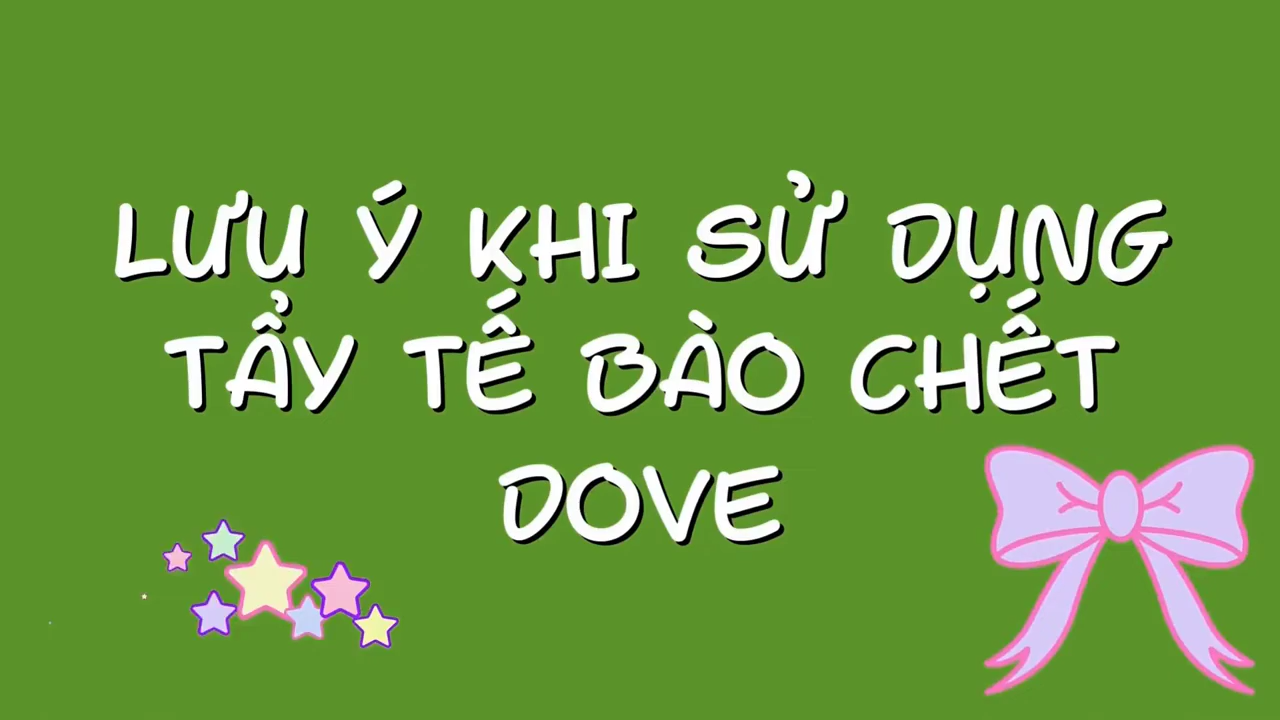 LƯU Ý KHI SỬ DỤNG
TẨY TẾ BÀO CHẾT
DOVE